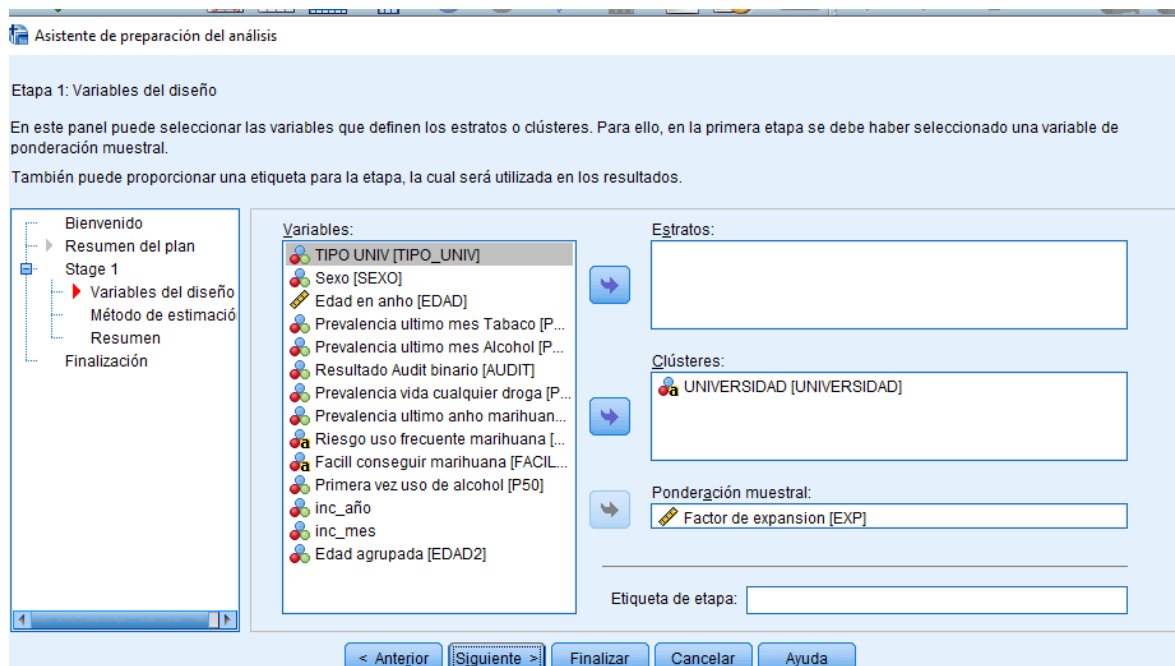 Asistente de preparación del análisis
Etapa 1: Variables del diseño
En este panel puede seleccionar las variables que definen los estratos o clústeres. Para ello, en la primera etapa se debe haber seleccionado una variable de
ponderación muestral.
También puede proporcionar una etiqueta para la etapa, la cual será utilizada en los resultados.
Bienvenido
Resumen del plan
Stage 1
Variables del diseño
Método de estimació
Resumen
Finalización
Variables:
TIPO UNIV [TIPO_UNIV]
Sexo [SEXO]
Edad en anho [EDAD]
Prevalencia ultimo mes Tabaco [P...
Prevalencia ultimo mes Alcohol [P...
Resultado Audit binario [AUDIT]
Prevalencia vida cualquier droga [P...
Prevalencia ultimo anho marihuan...
Riesgo uso frecuente marihuana [...
Facill conseguir marihuana [FACIL...
Primera vez uso de alcohol [P50]
inc_año
inc_mes
Edad agrupada [EDAD2]
Estratos:
Clústeres:
UNIVERSIDAD [UNIVERSIDAD]
Ponderación muestral:
Factor de expansion [EXP]
Etiqueta de etapa:
< Anterior Siguiente > Finalizar Cancelar Ayuda